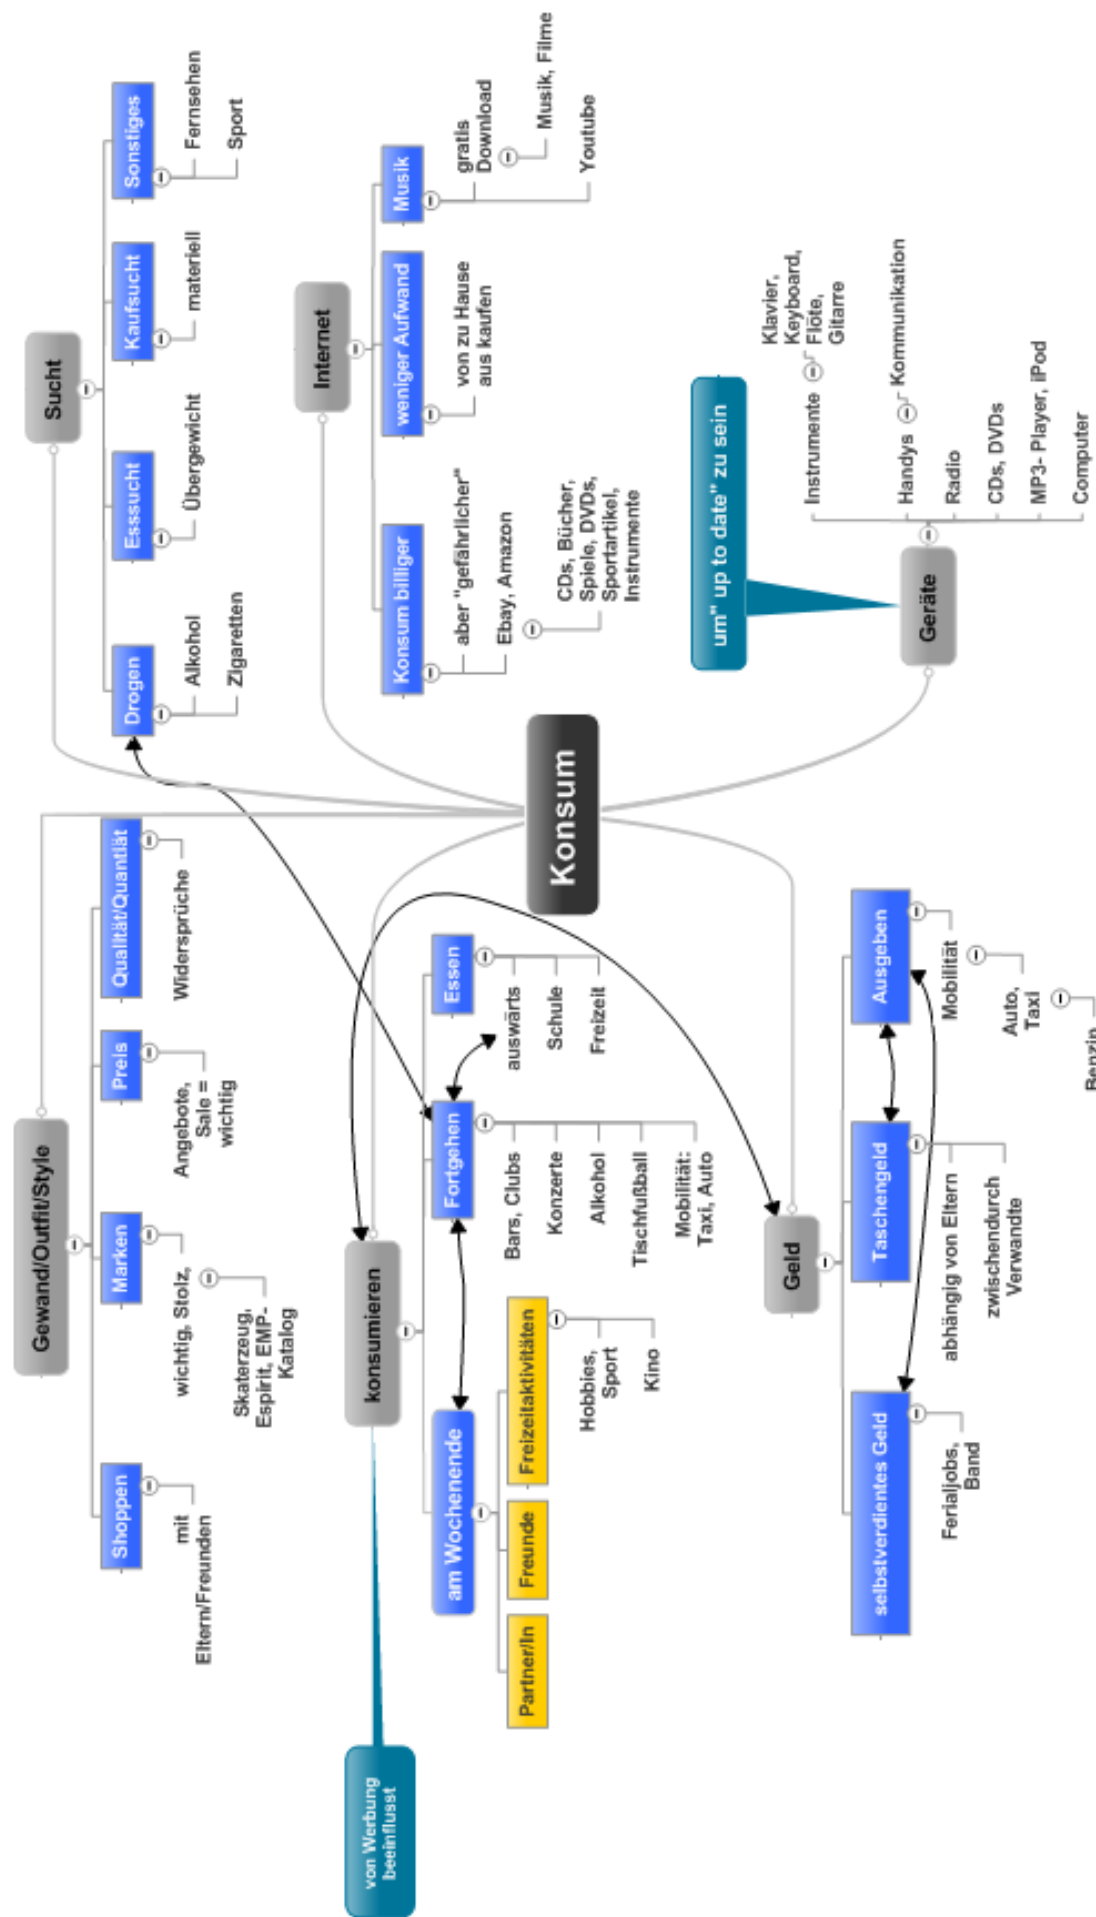 Gewand/Outfit/Style
Shoppen
mit
Eltern/Freunden
Marken
wichtig, Stolz,
Skaterzeug,
Espirit, EMP-
Katalog
Preis
Angebote,
Sale =
wichtig
Qualität/Quantiät
Widersprüche
Sucht
Drogen
Alkohol
Zigaretten
Esssucht
Übergewicht
Kaufsucht
materiell
Sonstiges
Fernsehen
Sport
von Werbung
beeinflusst
konsumieren
am Wochenende
Partner/In
Freunde
Freizeitaktivitäten
Hobbies,
Sport
Kino
Fortgehen
Bars, Clubs
Konzerte
Alkohol
Tischfußball
Mobilität:
Taxi, Auto
Essen
auswärts
Schule
Freizeit
Internet
Konsum billiger
aber "gefährlicher"
Ebay, Amazon
CDs, Bücher,
Spiele, DVDs,
Sportartikel,
Instrumente
weniger Aufwand
von zu Hause
aus kaufen
Musik
gratis
Download
Musik, Filme
Youtube
Konsum
Geld
selbstverdientes Geld
Ferialjobs,
Band
Taschengeld
abhängig von Eltern
zwischendurch
Verwandte
Ausgeben
Mobilität
Auto,
Taxi
Benzin
um" up to date" zu sein
Geräte
Instrumente
Klavier,
Keyboard,
Flöte,
Gitarre
Handys
Kommunikation
Radio
CDs, DVDs
MP3- Player, iPod
Computer